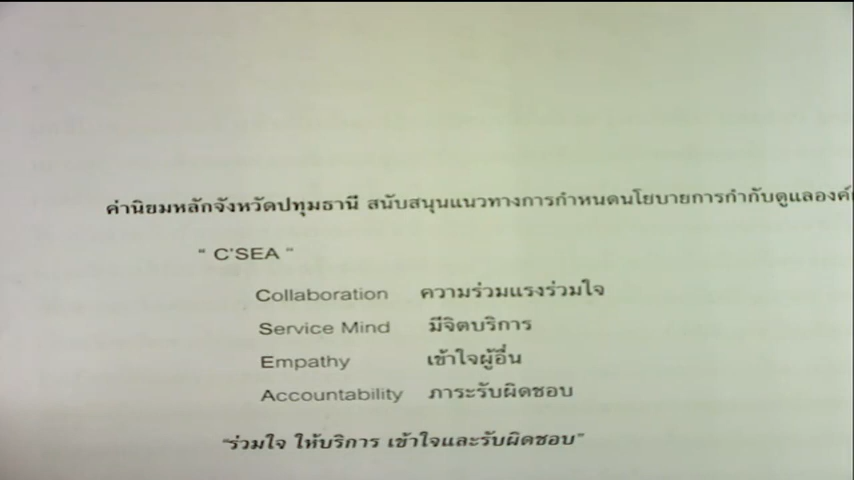 ค่านิยมหลักจังหวัดปทุมธานี สนับสนุนแนวทางการกำหนดนโยบายการกำกับดูแลองค์
" C'SEA "
Collaboration ความร่วมแรงร่วมใจ
Service Mind มีจิตบริการ
Empathy เข้าใจผู้อื่น
Accountability ภาระรับผิดชอบ
"ร่วมใจ ให้บริการ เข้าใจและรับผิดชอบ"